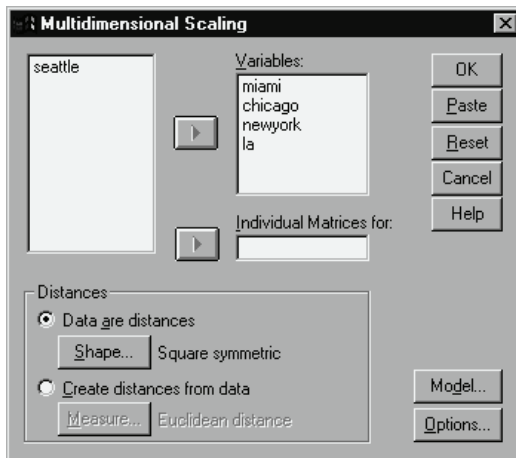 Multidimensional Scaling
seattle
Variables:
miami
chicago
newyork
la
Individual Matrices for:
OK
Paste
Reset
Cancel
Help
Distances
Data are distances
Shape... Square symmetric
Create distances from data
Measure... Euclidean distance
Model...
Options...